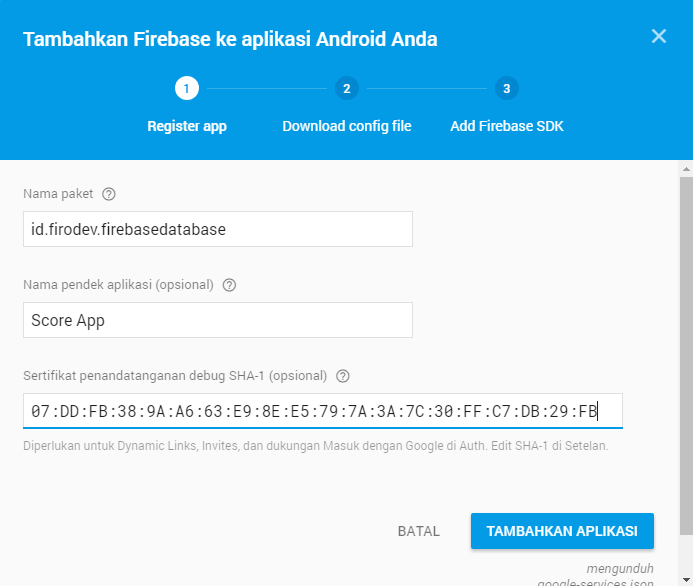 Tambahkan Firebase ke aplikasi Android Anda
1
2
3
Register app
Download config file
Add Firebase SDK
Nama paket
id.firodev.firebasedatabase
Nama pendek aplikasi (opsional)
Score App
Sertifikat penandatanganan debug SHA-1 (opsional)
07:DD:FB:38:9A:A6:63:E9:8E:E5:79:7A:3A:7C:30:FF:C7:DB:29:FB
Diperlukan untuk Dynamic Links, Invites, dan dukungan Masuk dengan Google di Auth. Edit SHA-1 di Setelan.
BATAL
TAMBAHKAN APLIKASI
mengunduh
google-services.json